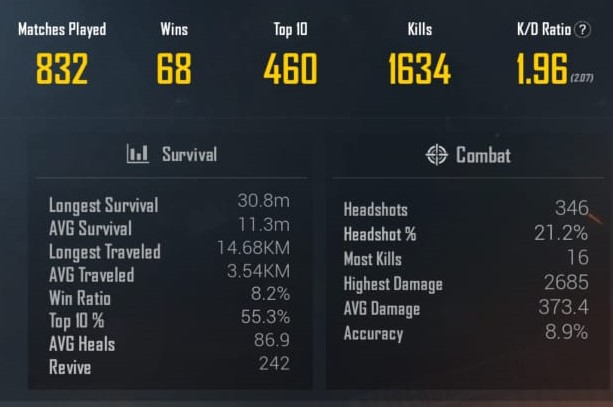 Matches Played Wins Top 10 Kills K/D Ratio ?
832 68 460 1634 1.96 (2.07)
Survival
Longest Survival 30.8m
AVG Survival 11.3m
Longest Traveled 14.68KM
AVG Traveled 3.54KM
Win Ratio 8.2%
Top 10 % 55.3%
AVG Heals 86.9
Revive 242
Combat
Headshots 346
Headshot % 21.2%
Most Kills 16
Highest Damage 2685
AVG Damage 373.4
Accuracy 8.9%